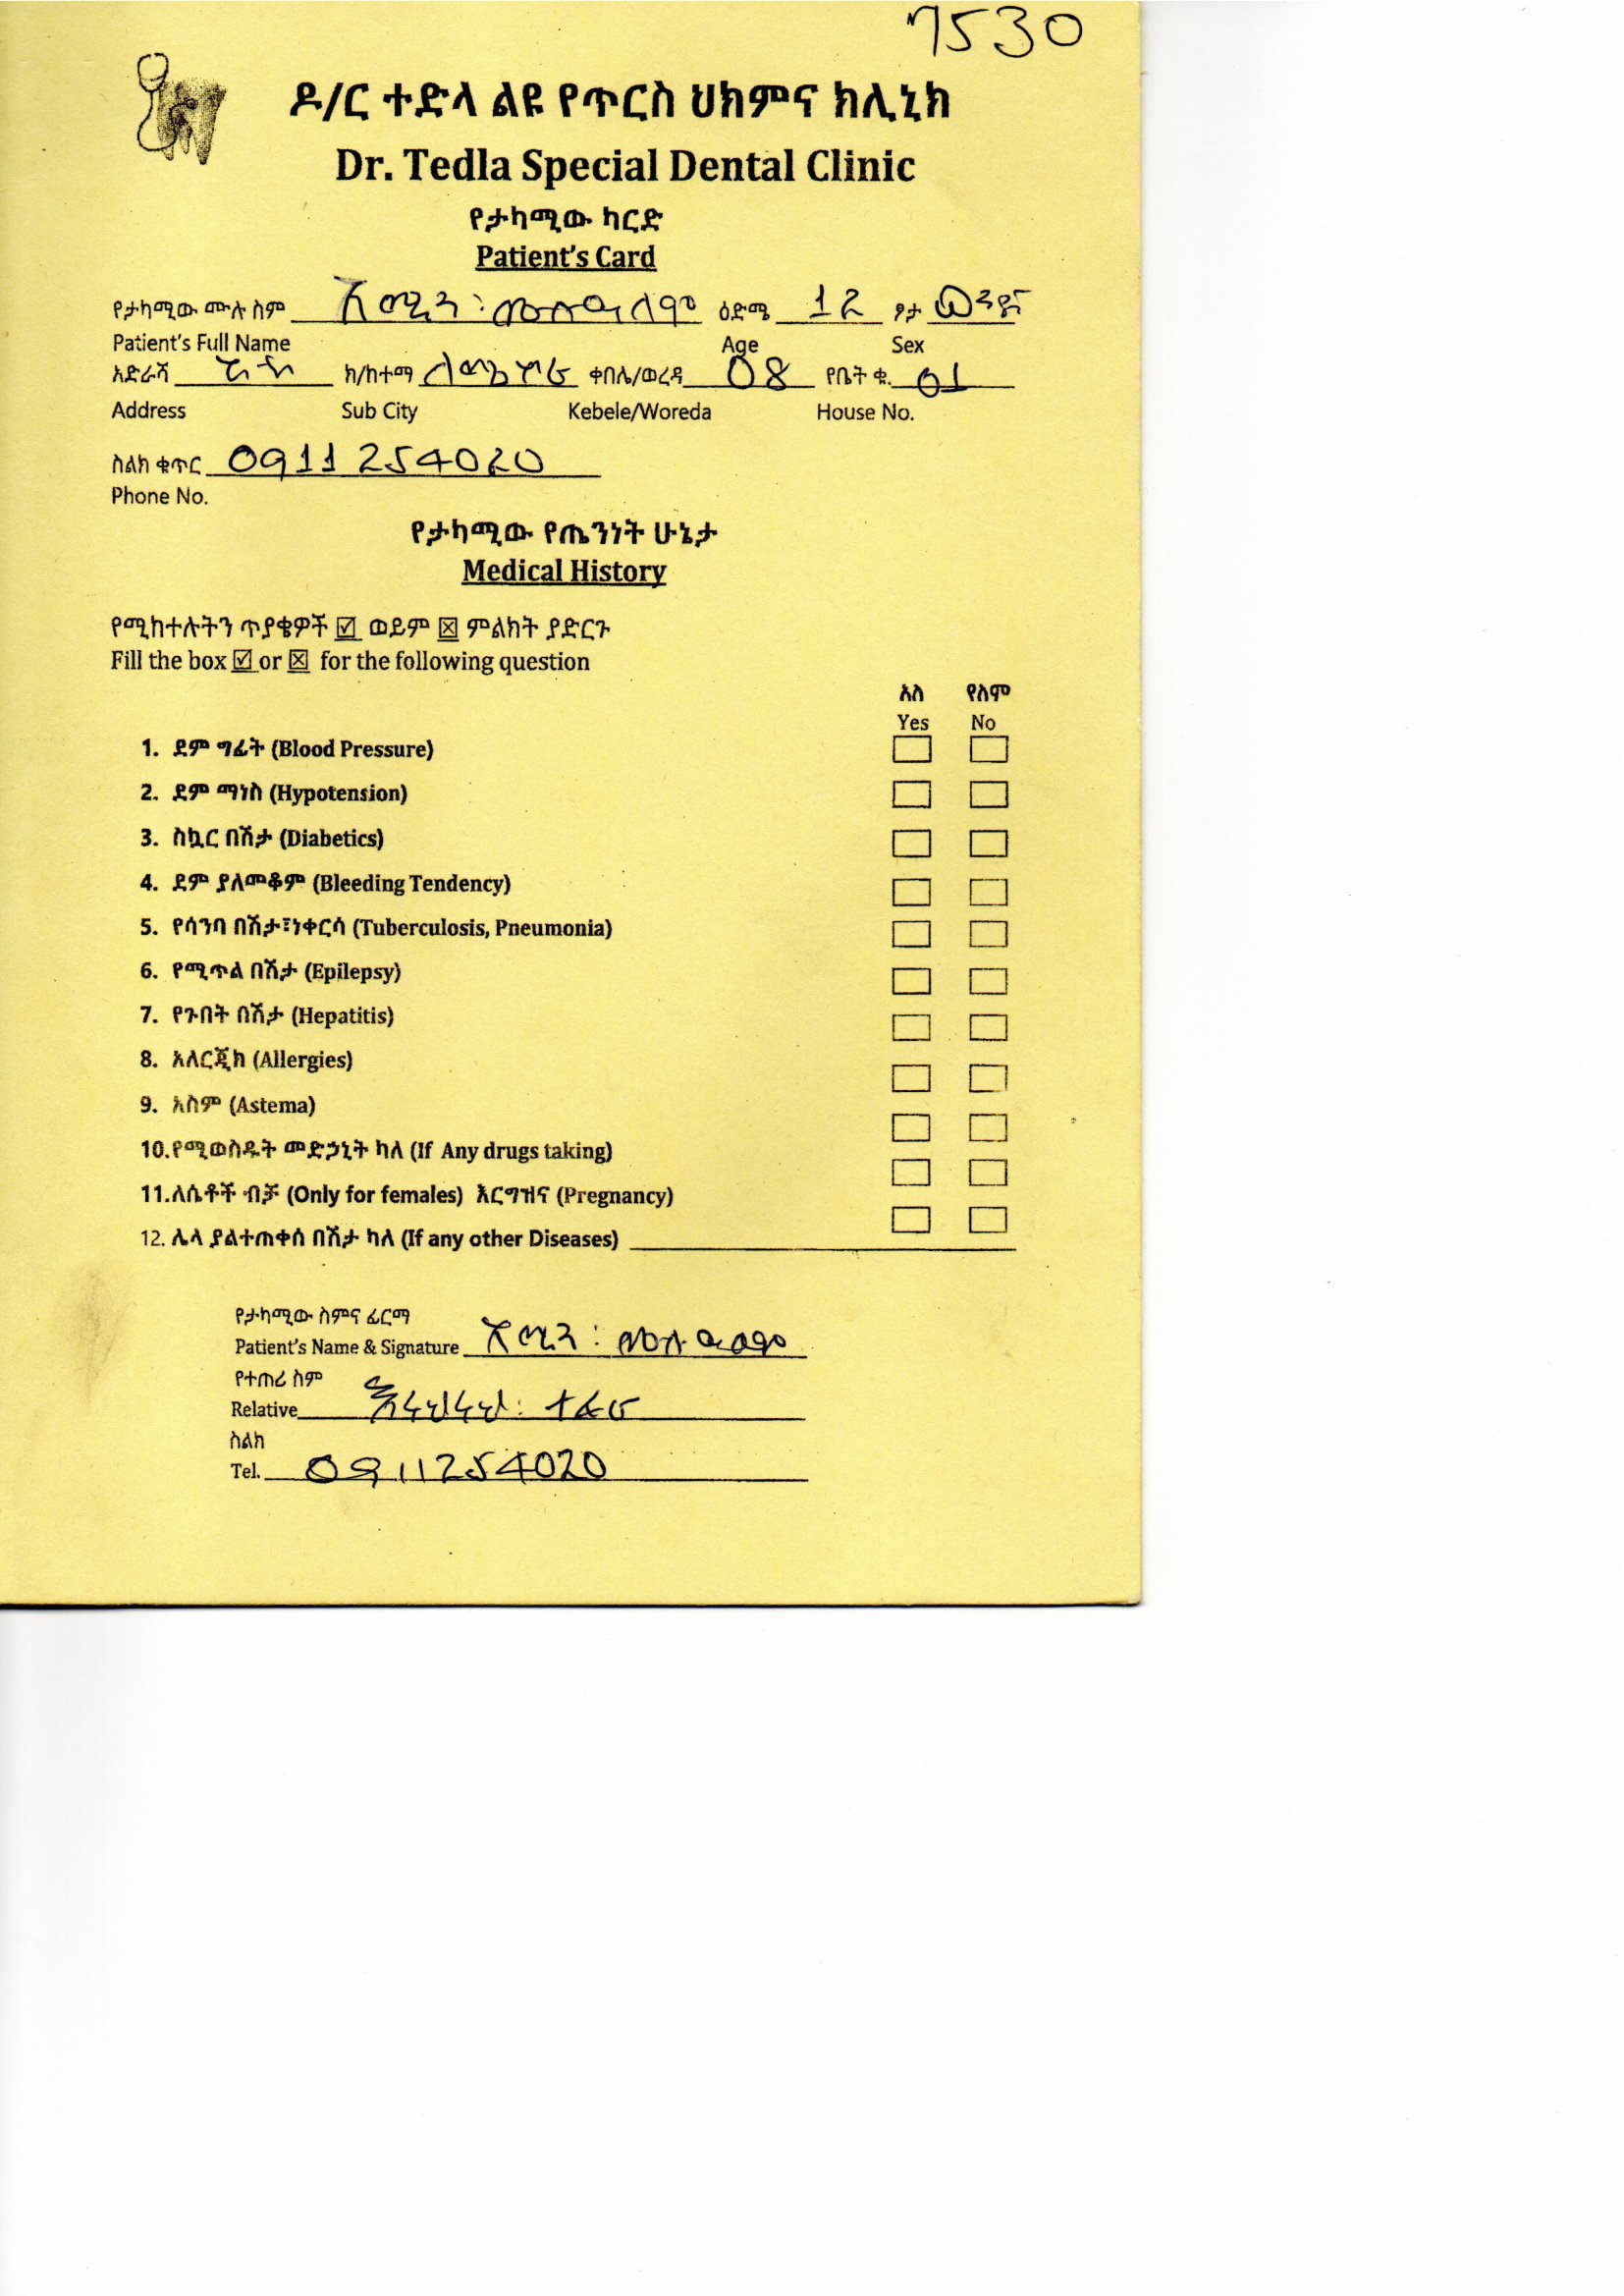 7530
ዶ/ር ተድላ ልዩ የጥርስ ህክምና ክሊኒክ
Dr. Tedla Special Dental Clinic
የታካሚው ካርድ
Patient's Card
የታካሚው ሙሉ ስም ዕድሜ 12 ፆታ
Patient's Full Name Age Sex
አድራሻ ክ/ከተማ ቀበሌ/ወረዳ 08 የቤት ቁ. 01
Address Sub City Kebele/Woreda House No.
ስልክ ቁጥር 0911254020
Phone No.
የታካሚው የጤንነት ሁኔታ
Medical History
የሚከተሉትን ጥያቄዎች ☑ ወይም ☒ ምልክት ያድርጉ
Fill the box ☑ or ☒ for the following question
አለ የለም
Yes No
1. ደም ግፊት (Blood Pressure)
2. ደም ማነስ (Hypotension)
3. ስኳር በሽታ (Diabetics)
4. ደም ያለመቆም (Bleeding Tendency)
5. የሳንባ በሽታ፣ነቀርሳ (Tuberculosis, Pneumonia)
6. የሚጥል በሽታ (Epilepsy)
7. የጉበት በሽታ (Hepatitis)
8. አለርጂክ (Allergies)
9. አስም (Astema)
10.የሚወስዱት መድኃኒት ካለ (If Any drugs taking)
11.ለሴቶች ብቻ (Only for females) እርግዝና (Pregnancy)
12. ሌላ ያልተጠቀሰ በሽታ ካለ (If any other Diseases)
የታካሚው ስምና ፊርማ
Patient's Name & Signature
የተጠሪ ስም
Relative ተፈራ
ስልክ
Tel. 0911254020